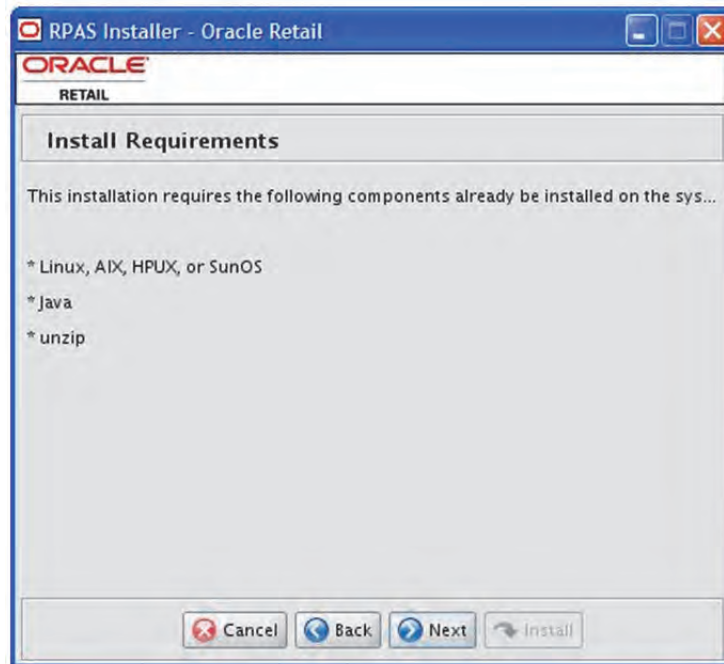 RPAS Installer - Oracle Retail
ORACLE
RETAIL
Install Requirements
This installation requires the following components already be installed on the sys...
* Linux, AIX, HPUX, or SunOS
* Java
* unzip
Cancel Back Next Install